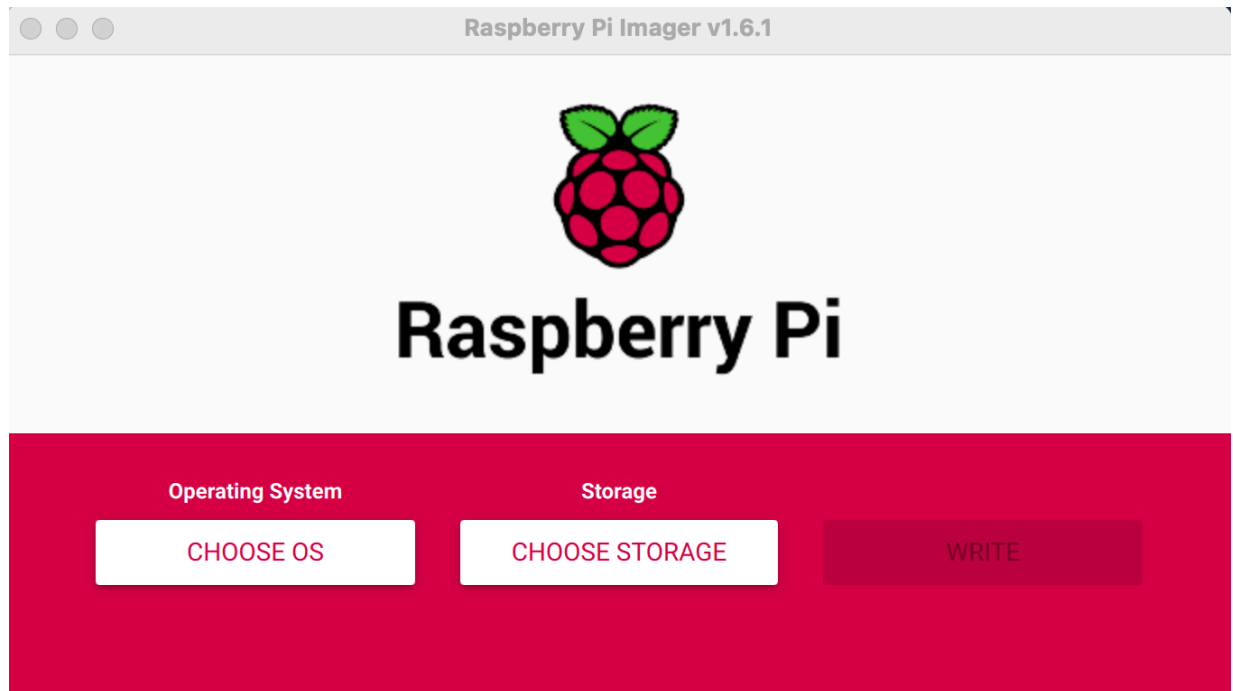 Raspberry Pi Imager v1.6.1
Raspberry Pi
Operating System
Storage
CHOOSE OS
CHOOSE STORAGE
WRITE